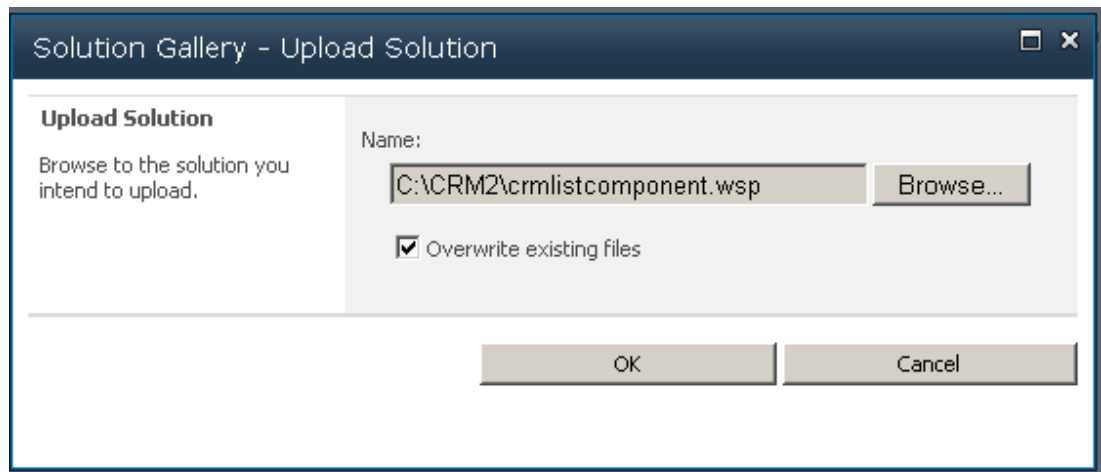 Solution Gallery - Upload Solution
Upload Solution
Browse to the solution you
intend to upload.
Name:
C:\CRM2\crmlistcomponent.wsp
Browse...
Overwrite existing files
OK
Cancel